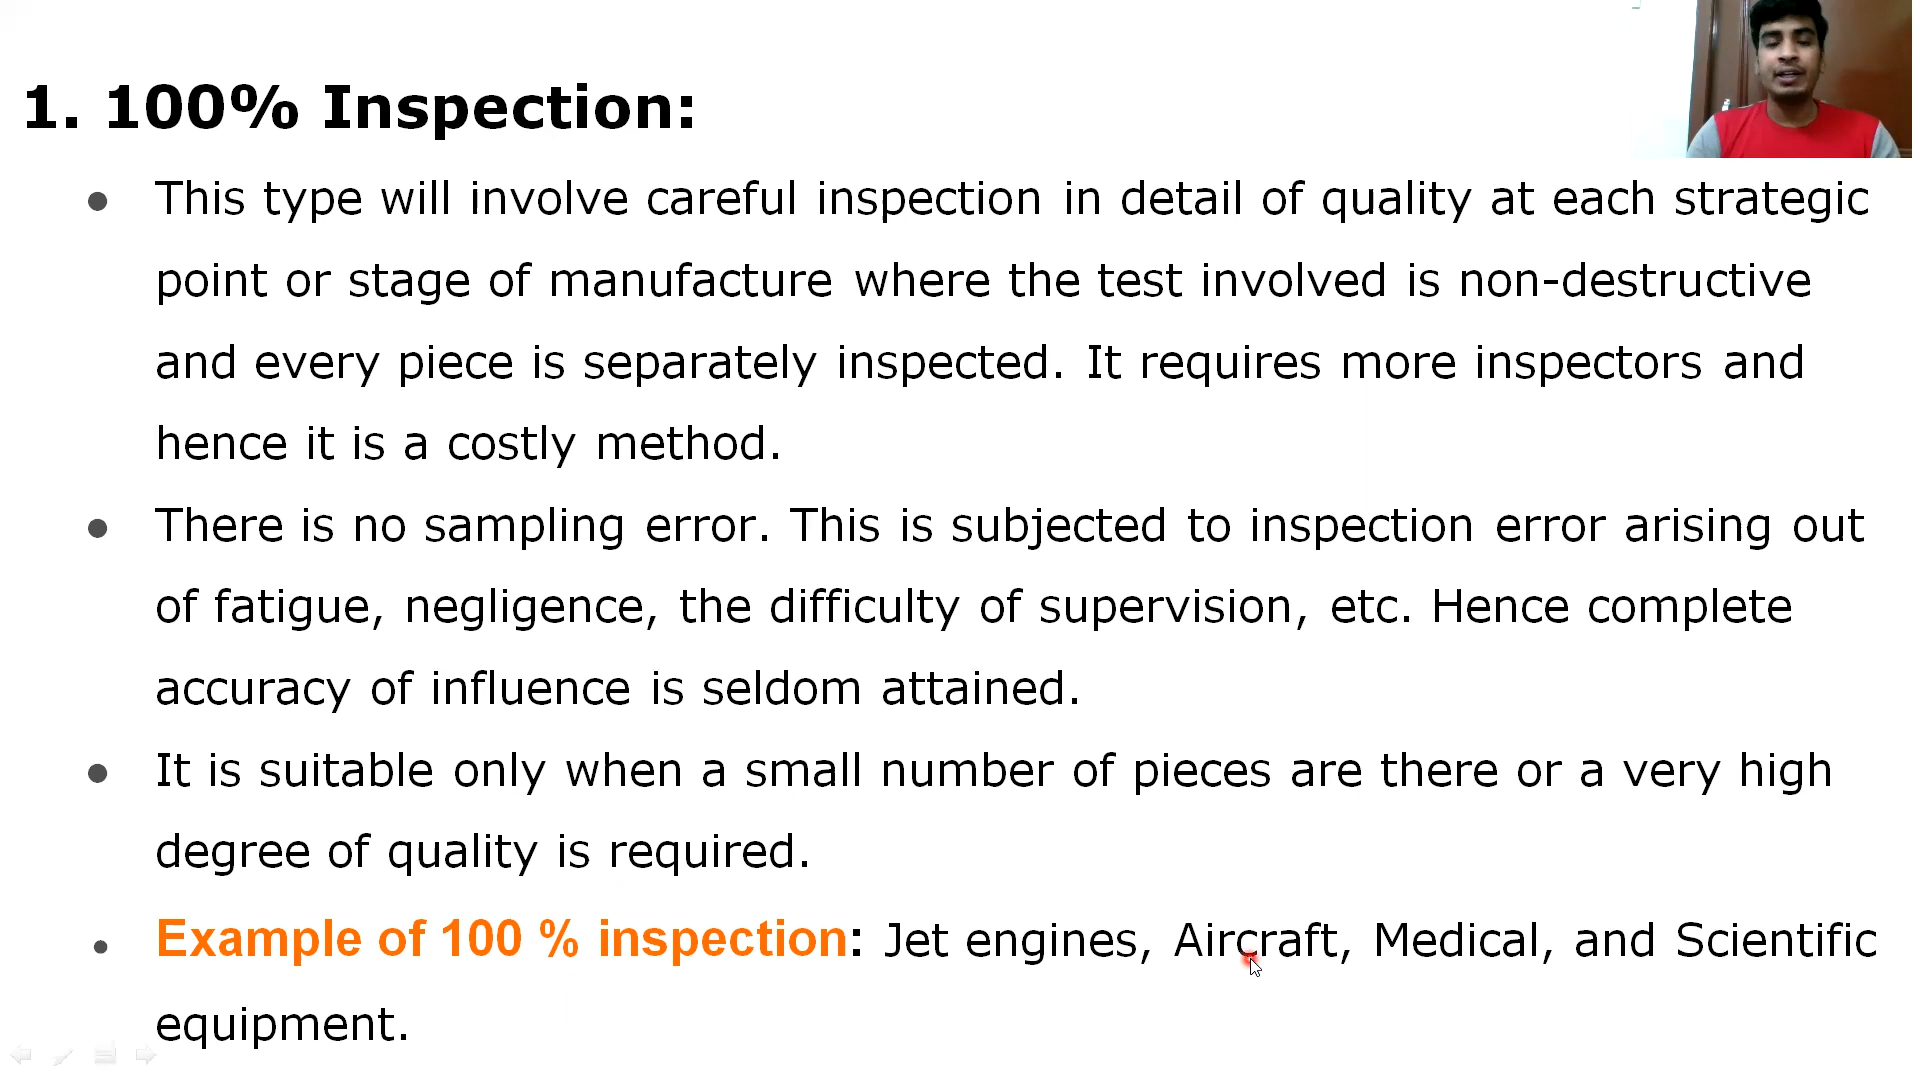 1. 100% Inspection:
● This type will involve careful inspection in detail of quality at each strategic
point or stage of manufacture where the test involved is non-destructive
and every piece is separately inspected. It requires more inspectors and
hence it is a costly method.
● There is no sampling error. This is subjected to inspection error arising out
of fatigue, negligence, the difficulty of supervision, etc. Hence complete
accuracy of influence is seldom attained.
● It is suitable only when a small number of pieces are there or a very high
degree of quality is required.
● Example of 100 % inspection: Jet engines, Aircraft, Medical, and Scientific
equipment.